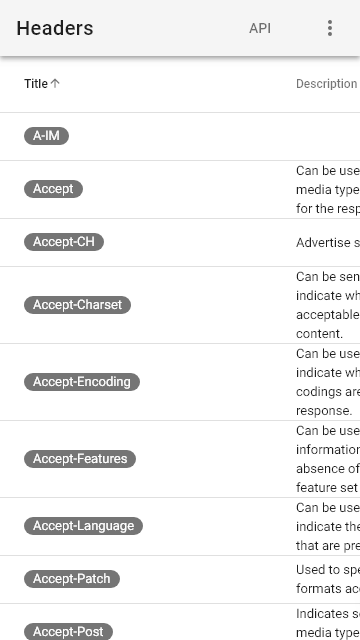 Headers
API
Title
Description
A-IM
Accept
Can be use
media type
for the resp
Accept-CH
Advertise s
Accept-Charset
Can be sen
indicate wh
acceptable
content.
Accept-Encoding
Can be use
indicate wh
codings are
response.
Accept-Features
Can be use
information
absence of
feature set
Accept-Language
Can be use
indicate the
that are pre
Accept-Patch
Used to spe
formats acc
Accept-Post
Indicates se
media type